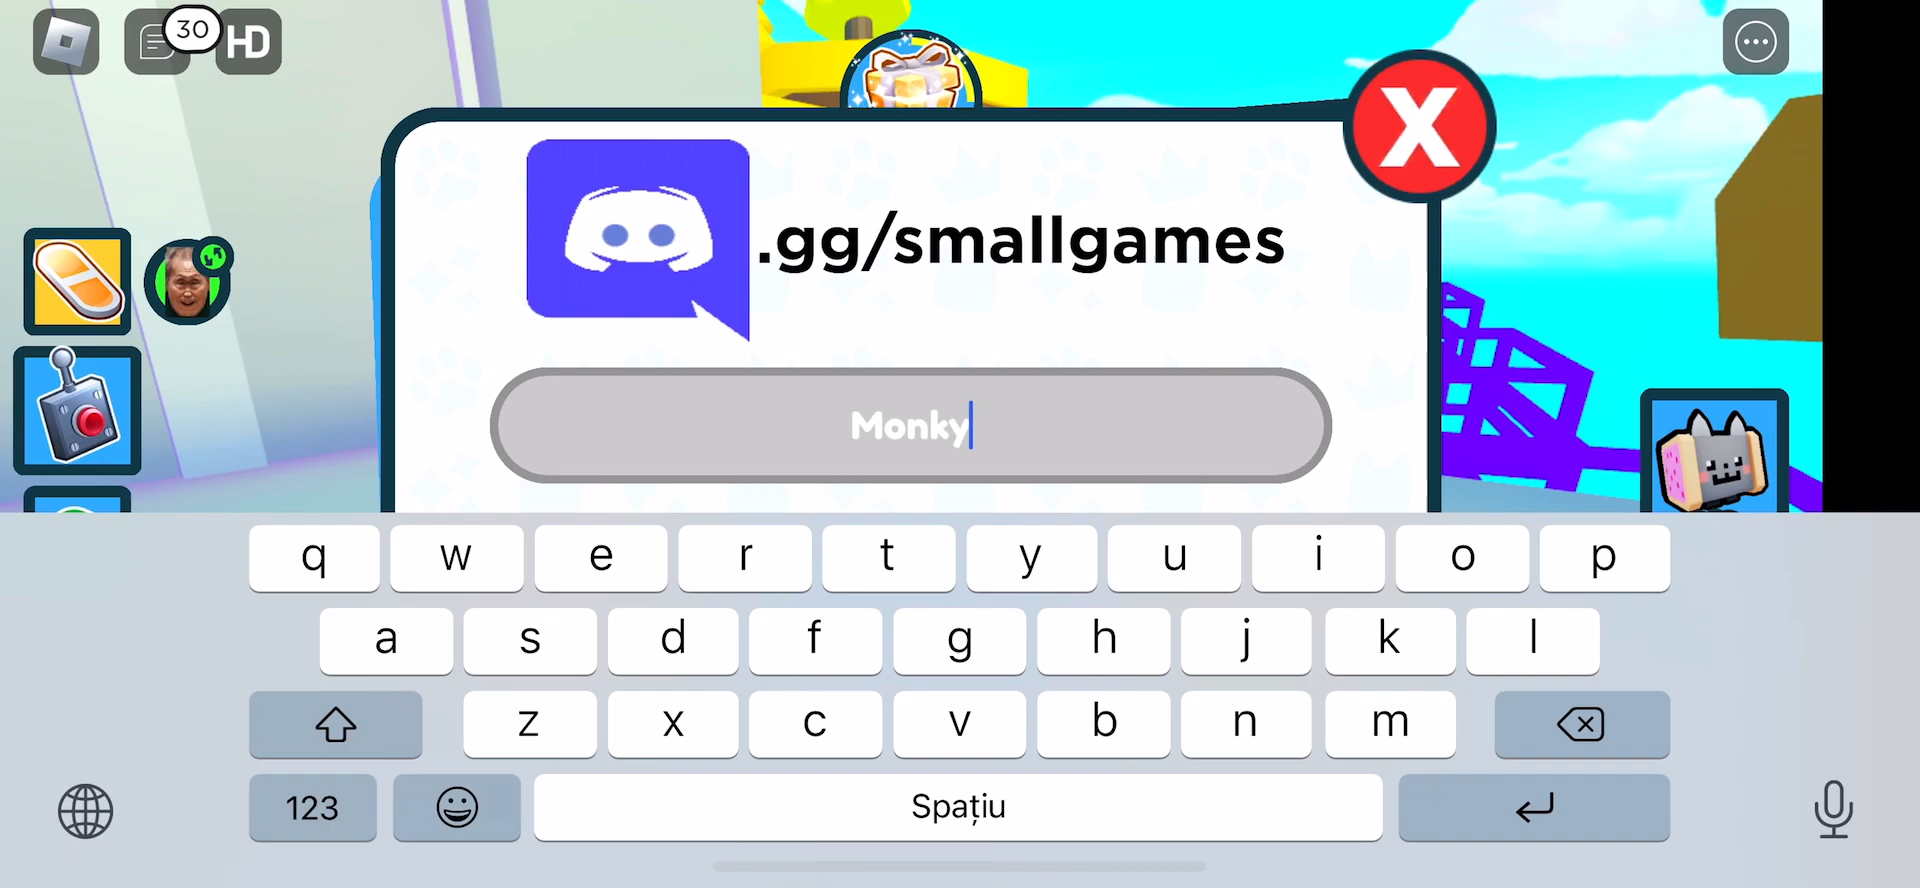 30
HD
X
.gg/smallgames
Monky
q w e r t y u i o p
a s d f g h j k l
z x c v b n m
123
Spațiu